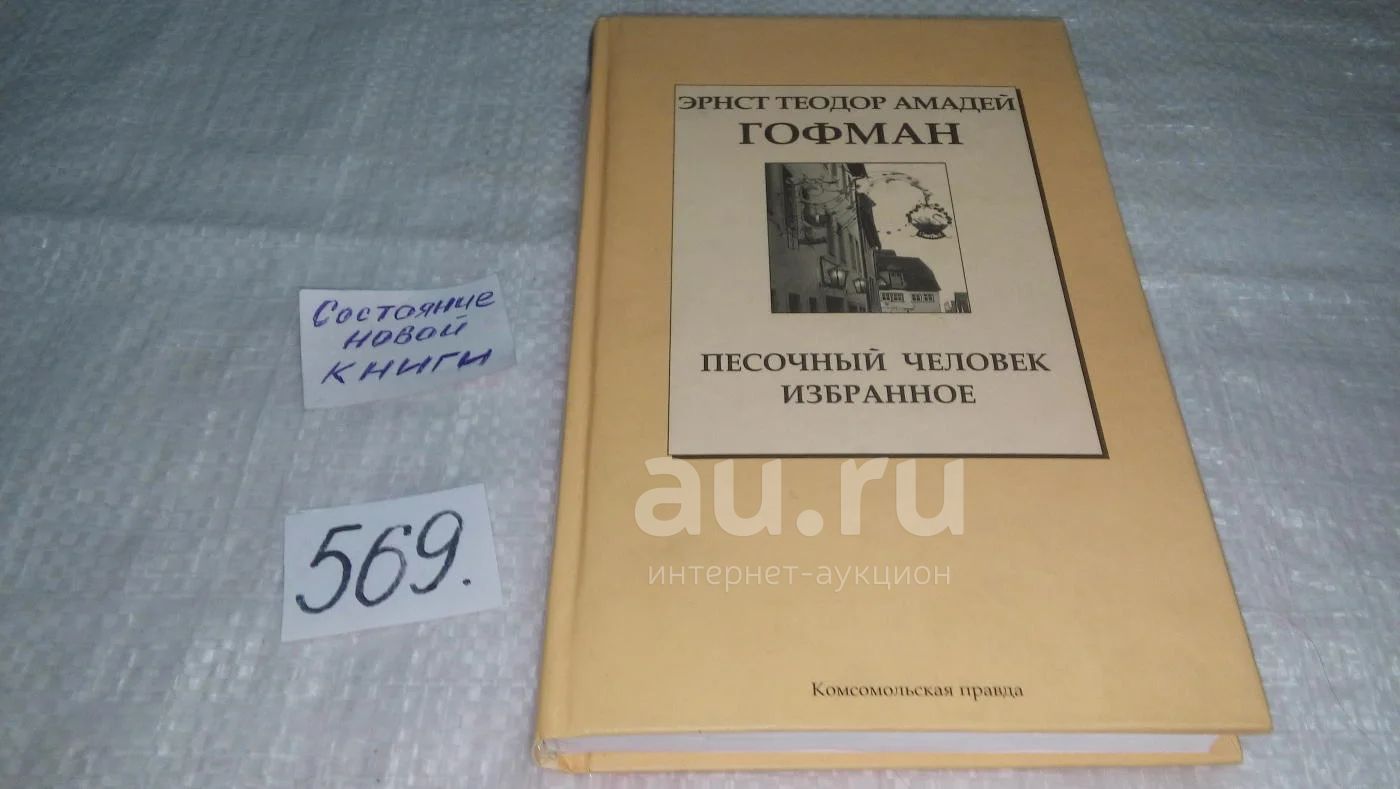 ЭРНСТ ТЕОДОР АМАДЕЙ
ГОФМАН
ПЕСОЧНЫЙ ЧЕЛОВЕК
ИЗБРАННОЕ
Комсомольская правда
Состояние
новой
книги
569.
au.ru
интернет-аукцион